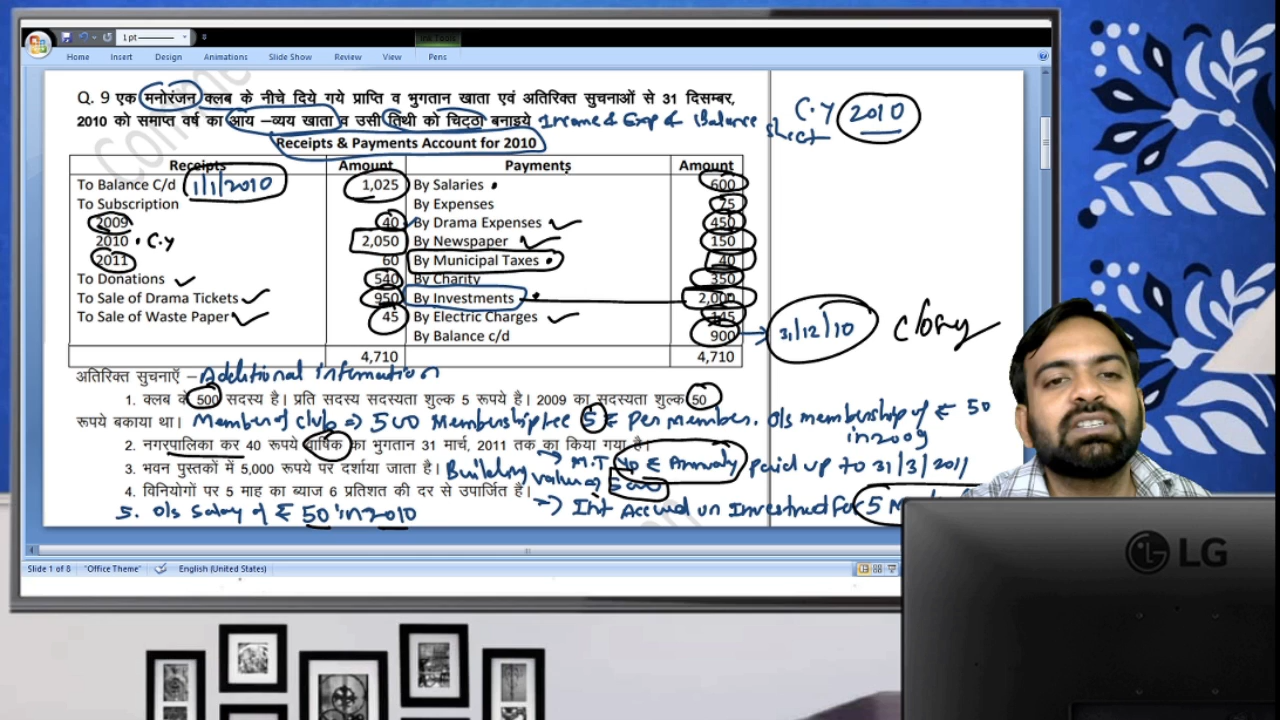 1 pt
Ink Tools
Home Insert Design Animations Slide Show Review View Pens
Q. 9 एक मनोरंजन क्लब के नीचे दिये गये प्राप्ति व भुगतान खाता एवं अतिरिक्त सुचनाओं से 31 दिसम्बर,
2010 को समाप्त वर्ष का आय –व्यय खाता व उसी तिथी को चिटठा बनाइये Income & Exp & Balance sheet
C.Y 2010
Receipts & Payments Account for 2010
Receipts Amount Payments Amount
To Balance C/d 1/1/2010 1,025 By Salaries 600
To Subscription By Expenses 75
2009 40 By Drama Expenses 450
2010 C.Y 2,050 By Newspaper 150
2011 60 By Municipal Taxes 40
To Donations 540 By Charity 350
To Sale of Drama Tickets 950 By Investments 2,000
To Sale of Waste Paper 45 By Electric Charges 145
By Balance c/d 900 31/12/10
4,710 4,710
अतिरिक्त सुचनाऍ – Additional information
1. क्लब के 500 सदस्य है। प्रति सदस्य सदस्यता शुल्क 5 रूपये है। 2009 का सदस्यता शुल्क 50
रूपये बकाया था। Member of club ⇒ 500 Membership fee 5 ₹ Per member. O/s membership of ₹ 50
in 2009
2. नगरपालिका कर 40 रूपये वार्षिक का भुगतान 31 मार्च, 2011 तक का किया गया है।
M.T ₹ Annualy paid up to 31/3/2011
3. भवन पुस्तकों में 5,000 रूपये पर दर्शाया जाता है। Building value of
4. विनियोगों पर 5 माह का ब्याज 6 प्रतिशत की दर से उपार्जित है।
⇒ Int Accrued on Investment for 5
5. O/s Salary of ₹ 50 in 2010
Slide 1 of 8 "Office Theme" English (United States)
LG